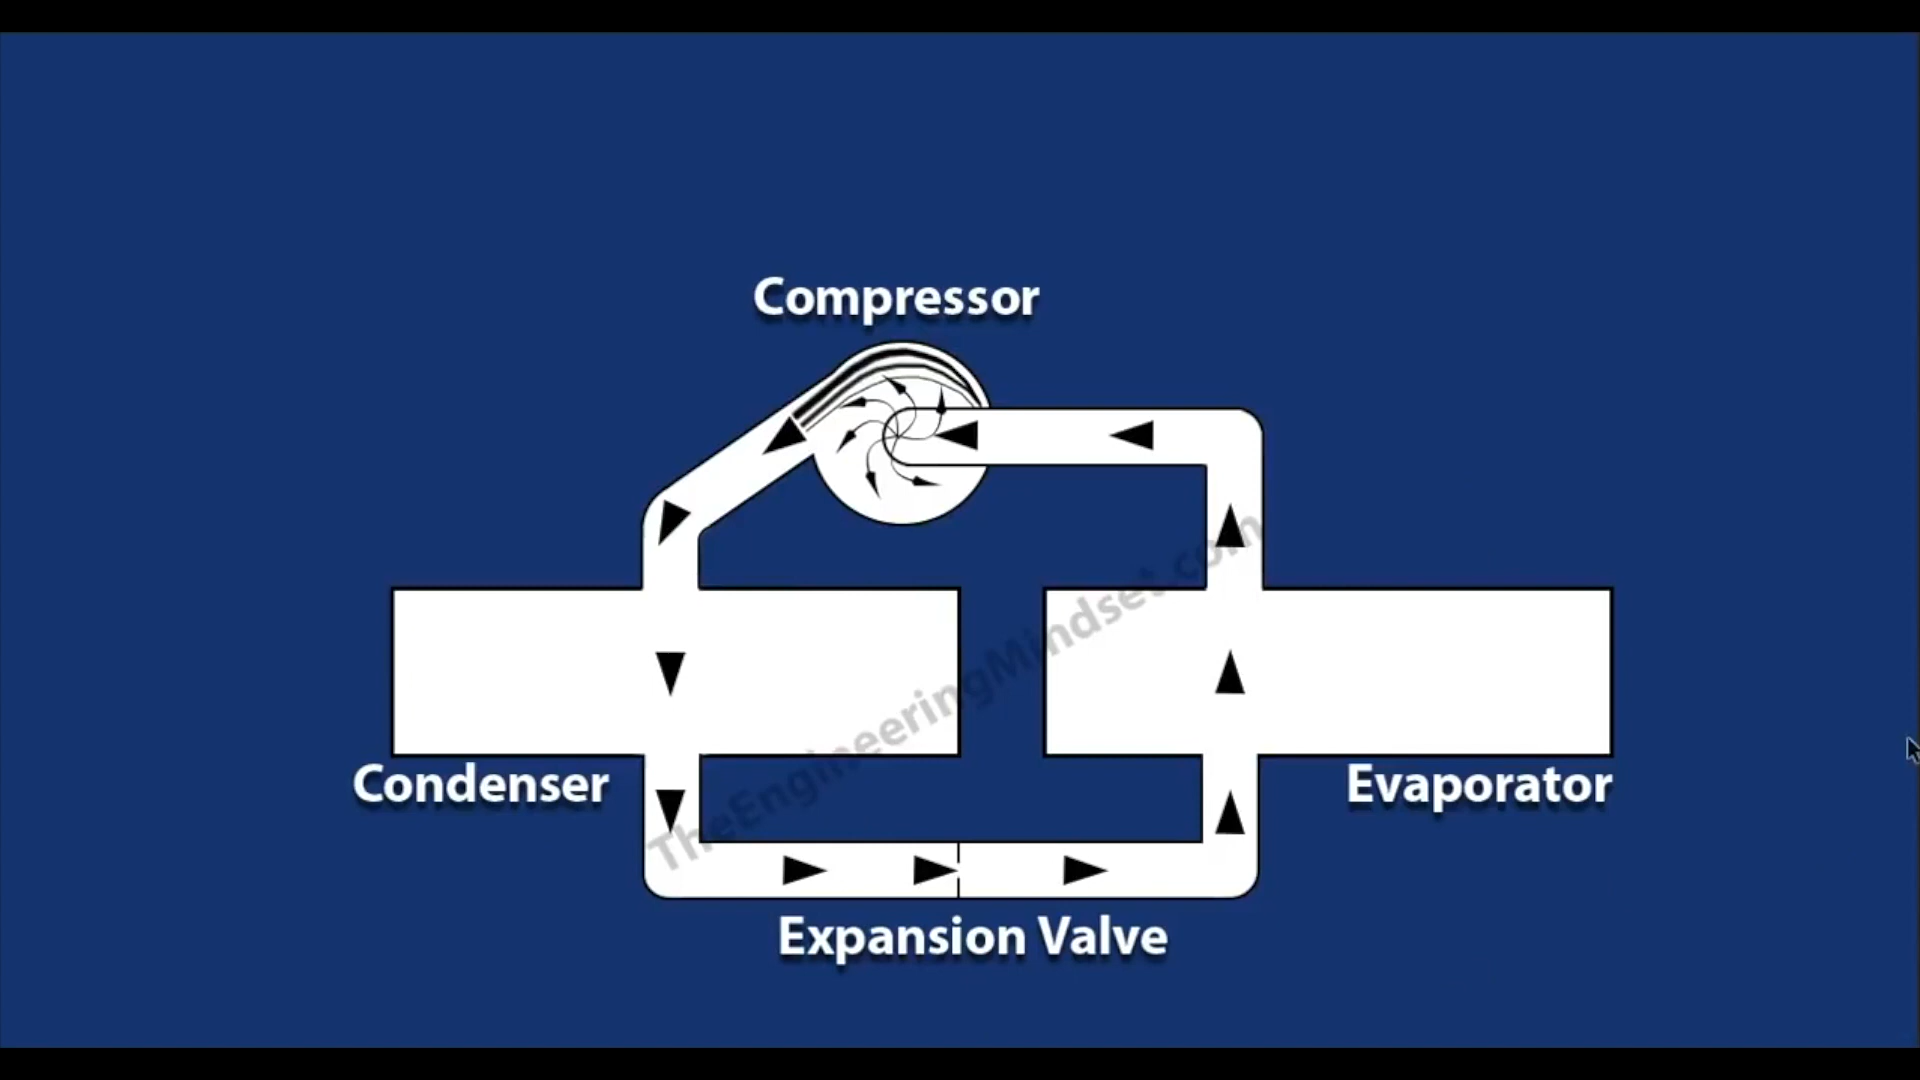 Compressor
TheEngineeringMindset.com
Condenser
Evaporator
Expansion Valve